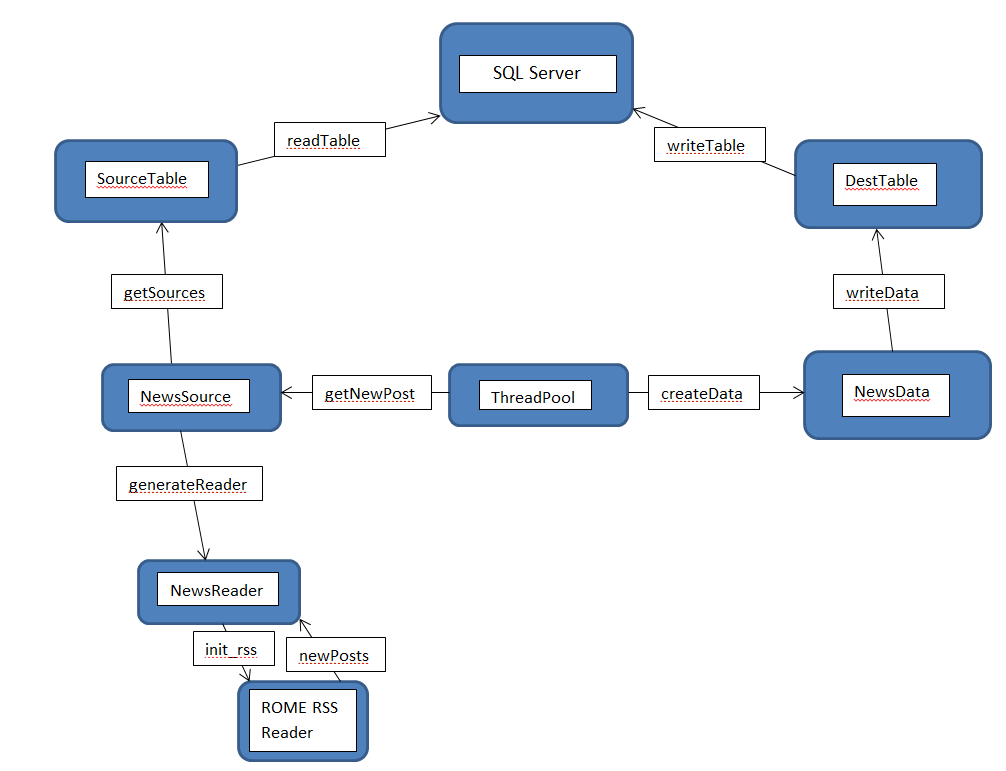 SQL Server
readTable
writeTable
SourceTable
DestTable
getSources
writeData
NewsSource
getNewPost
ThreadPool
createData
NewsData
generateReader
NewsReader
init_rss
newPosts
ROME RSS
Reader